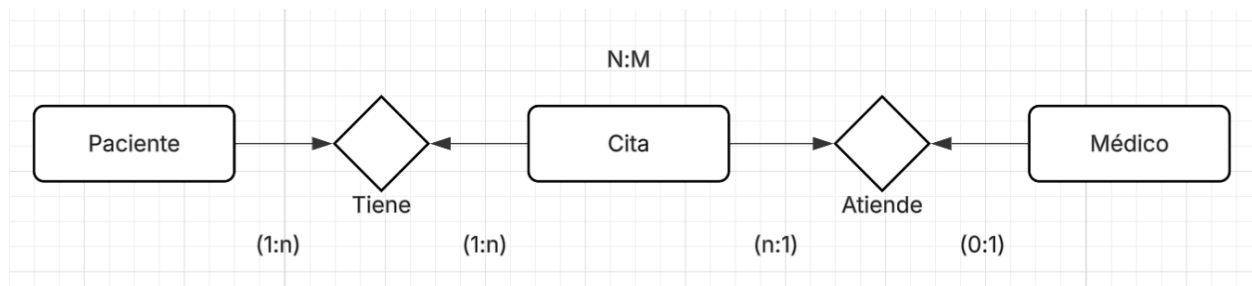 N:M
Paciente
Cita
Médico
Tiene
Atiende
(1:n)
(1:n)
(n:1)
(0:1)